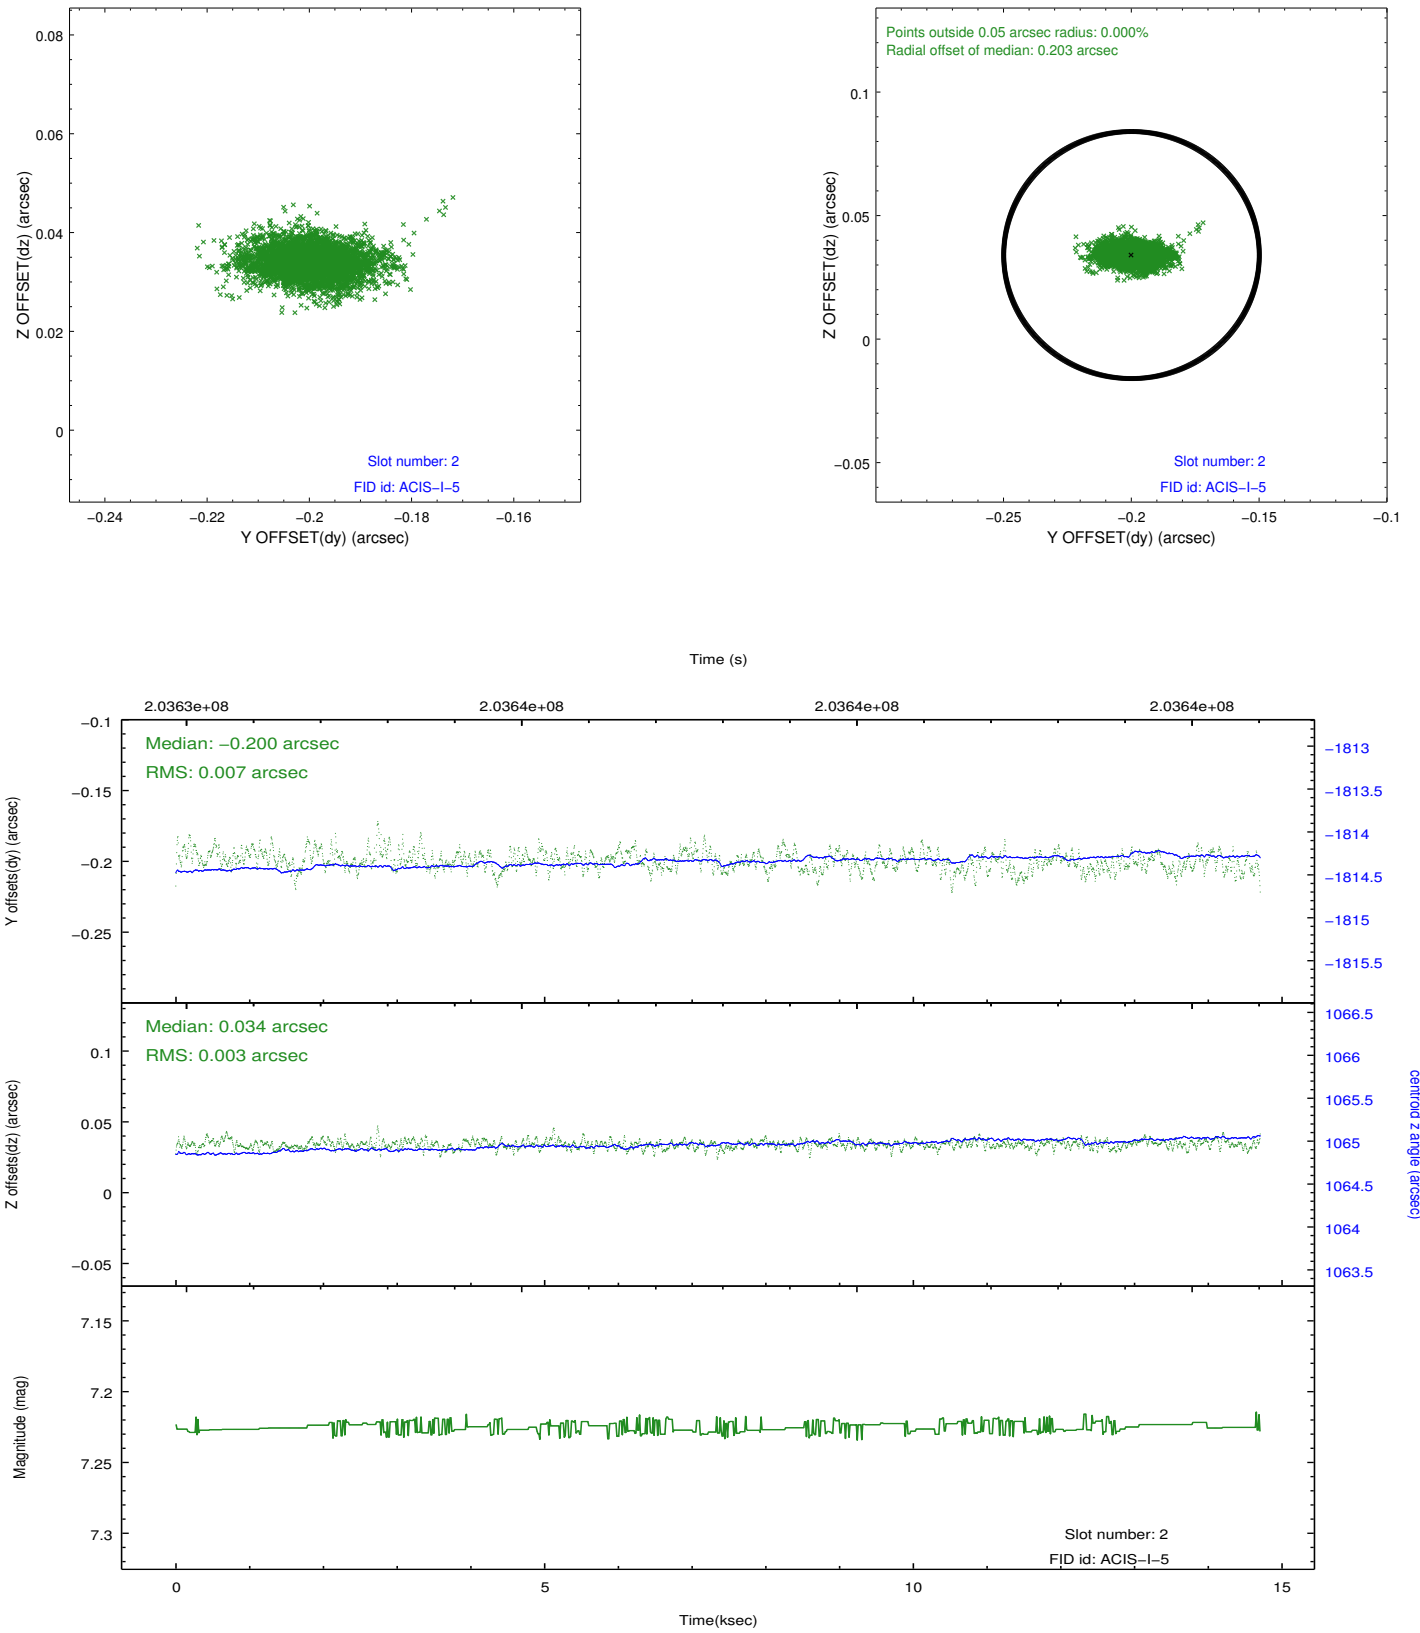 0.08
0.06
0.04
0.02
0
Z OFFSET(dz) (arcsec)
Slot number: 2
FID id: ACIS−I−5
−0.24 −0.22 −0.2 −0.18 −0.16
Y OFFSET(dy) (arcsec)
Points outside 0.05 arcsec radius: 0.000%
Radial offset of median: 0.203 arcsec
0.1
0.05
0
−0.05
Z OFFSET(dz) (arcsec)
Slot number: 2
FID id: ACIS−I−5
−0.25 −0.2 −0.15 −0.1
Y OFFSET(dy) (arcsec)
Time (s)
2.0363e+08 2.0364e+08 2.0364e+08 2.0364e+08
Median: −0.200 arcsec
RMS: 0.007 arcsec
−0.1
−0.15
−0.2
−0.25
Y offsets(dy) (arcsec)
−1813
−1813.5
−1814
−1814.5
−1815
−1815.5
Median: 0.034 arcsec
RMS: 0.003 arcsec
0.1
0.05
0
−0.05
Z offsets(dz) (arcsec)
1066.5
1066
1065.5
1065
1064.5
1064
1063.5
centroid z angle (arcsec)
7.15
7.2
7.25
7.3
Magnitude (mag)
Slot number: 2
FID id: ACIS−I−5
0 5 10 15
Time(ksec)